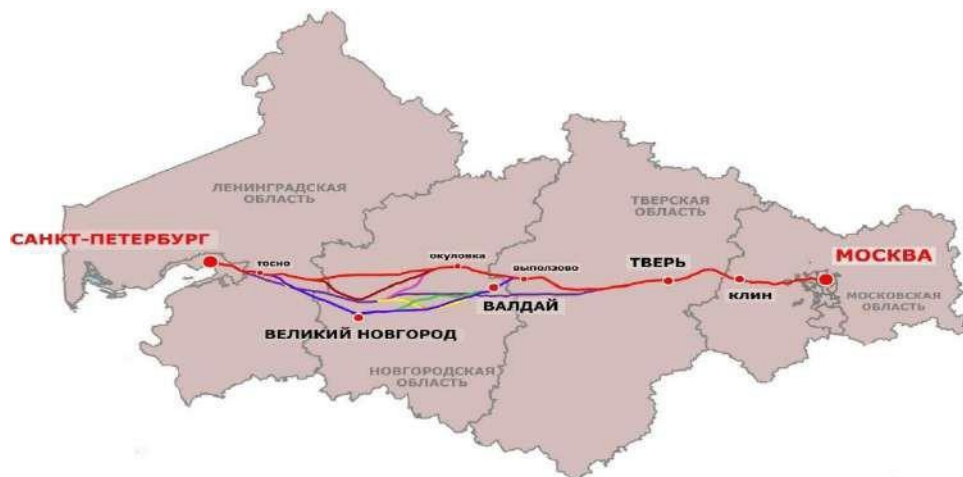 ЛЕНИНГРАДСКАЯ
ОБЛАСТЬ
ТВЕРСКАЯ
ОБЛАСТЬ
САНКТ-ПЕТЕРБУРГ
ТОСНО
ОКУЛОВКА
ВЫПОЛЗОВО
ТВЕРЬ
МОСКВА
КЛИН
МОСКОВСКАЯ
ОБЛАСТЬ
ВАЛДАЙ
ВЕЛИКИЙ НОВГОРОД
НОВГОРОДСКАЯ
ОБЛАСТЬ